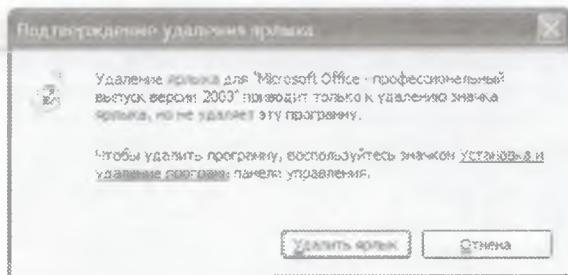 Подтверждение удаления ярлыка
Удаление ярлыка для "Microsoft Office - профессиональный
выпуск версии 2003" приводит только к удалению значка
ярлыка, но не удаляет эту программу.
Чтобы удалить программу, воспользуйтесь значком Установка и
удаление программ панели управления.
Удалить ярлык
Отмена